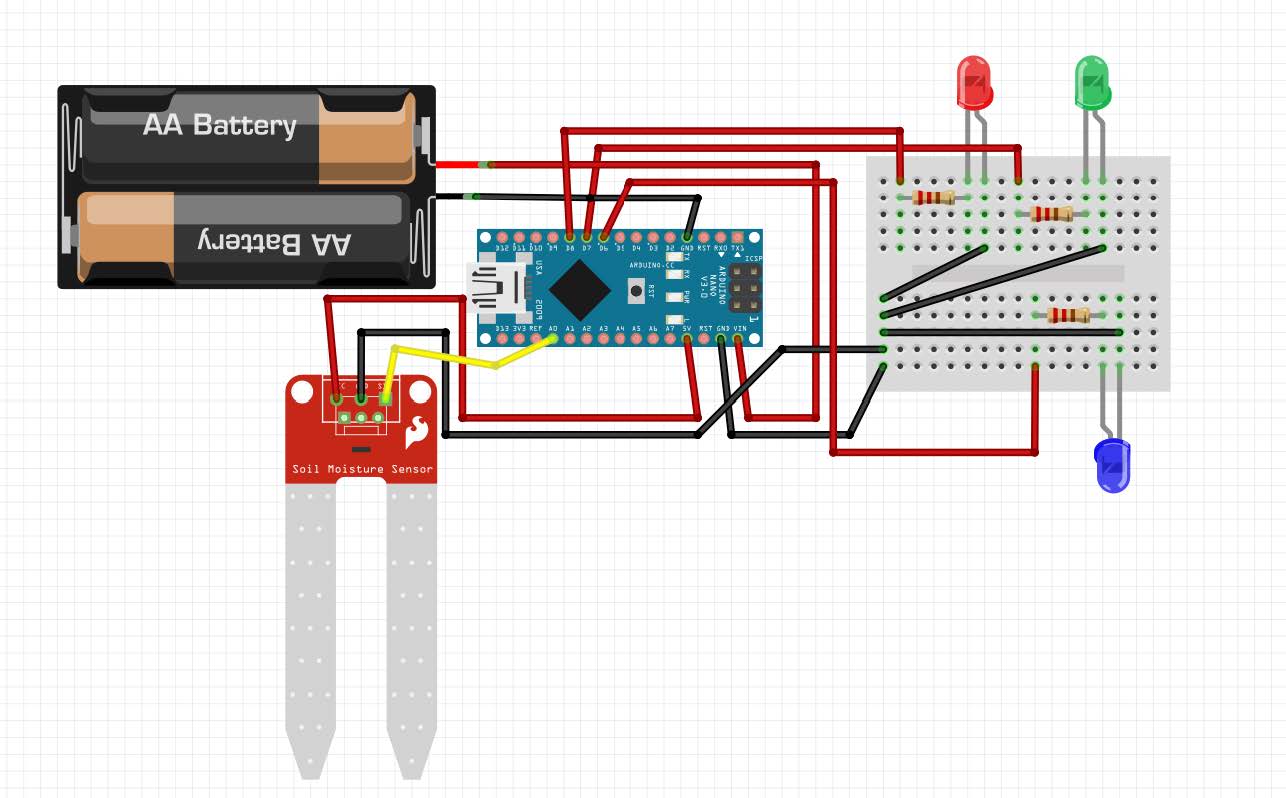 AA Battery
AA Battery
D12 D11 D10 D9 D8 D7 D6 D5 D4 D3 D2 GND RST RX0 TX1
ICSP
TX
RX
PWR
L
ARDUINO.CC
RST
ARDUINO
NANO
V3.0
USA
2009
1
D13 3V3 REF A0 A1 A2 A3 A4 A5 A6 A7 5V RST GND VIN
Soil Moisture Sensor